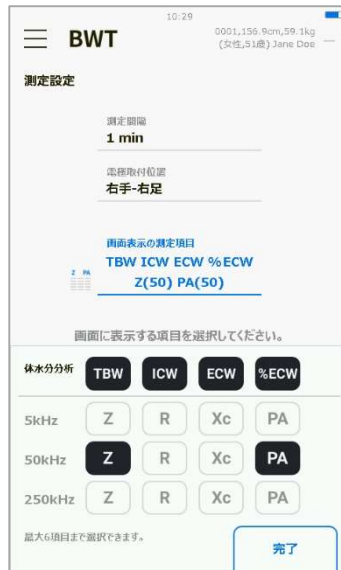 10:29
BWT
0001,156.9cm,59.1kg
(女性,51歳) Jane Doe
測定設定
測定間隔
1 min
電極取付位置
右手-右足
画面表示の測定項目
TBW ICW ECW %ECW
Z(50) PA(50)
Z PA
画面に表示する項目を選択してください。
体水分分析 TBW ICW ECW %ECW
5kHz Z R Xc PA
50kHz Z R Xc PA
250kHz Z R Xc PA
最大6項目まで選択できます。
完了